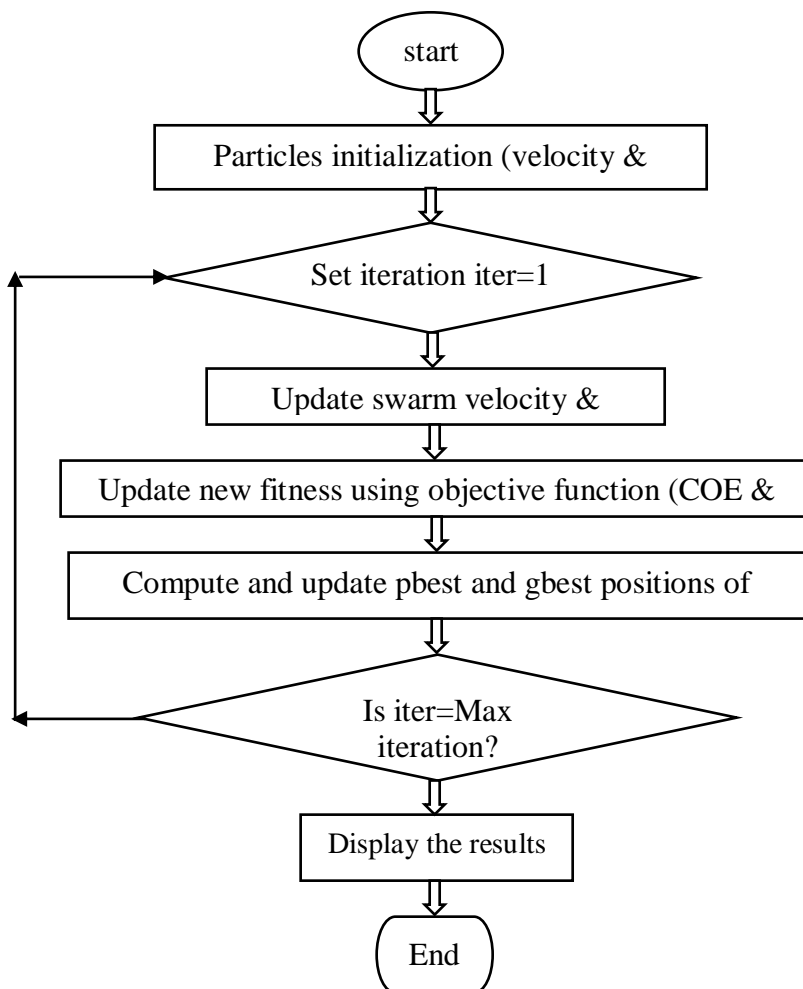 start
Particles initialization (velocity &
Set iteration iter=1
Update swarm velocity &
Update new fitness using objective function (COE &
Compute and update pbest and gbest positions of
Is iter=Max
iteration?
Display the results
End